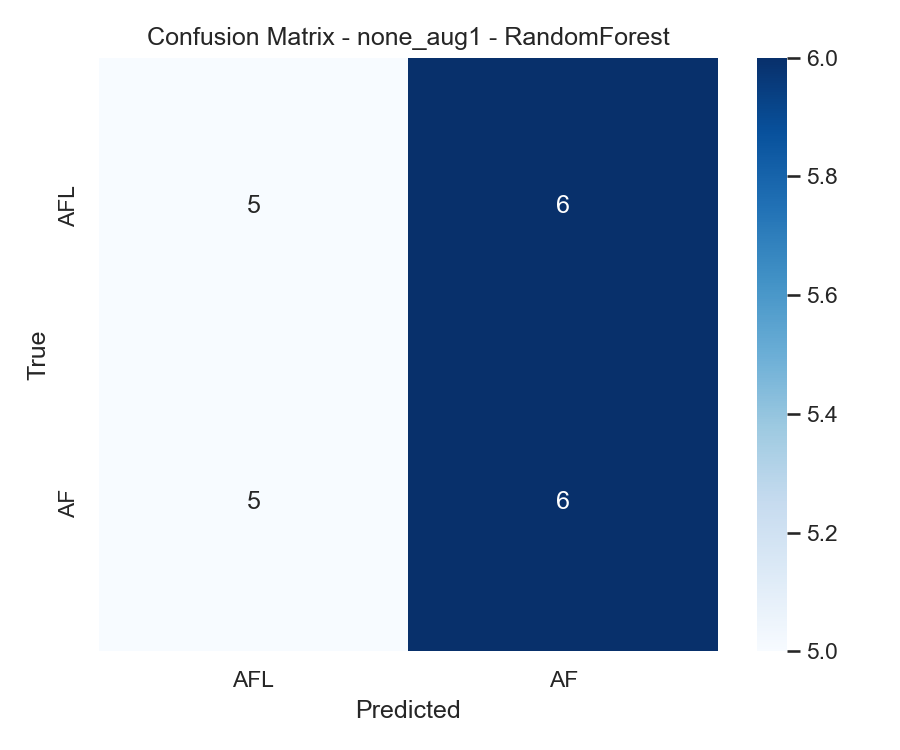 Confusion Matrix - none_aug1 - RandomForest
6.0
5.8
5.6
5.4
5.2
5.0
True
AFL
5
6
AF
5
6
AFL
AF
Predicted